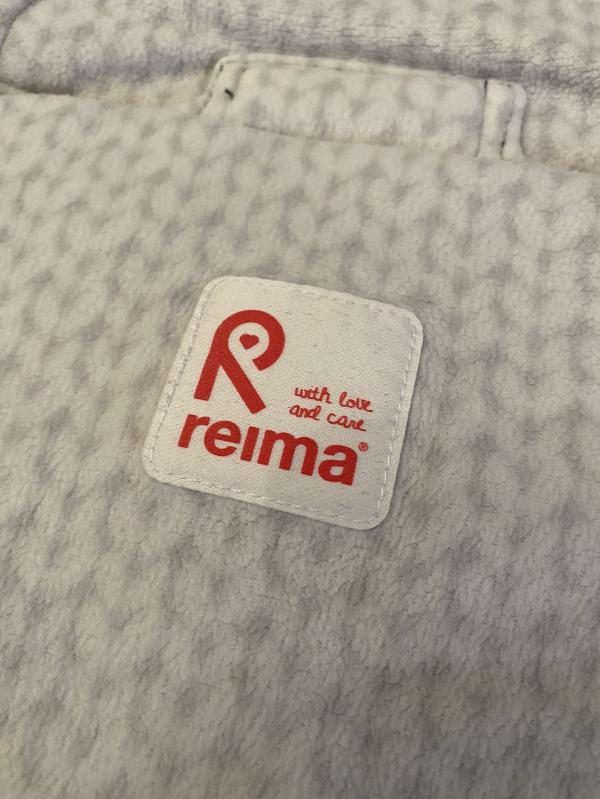 R
with love
and care
reima®